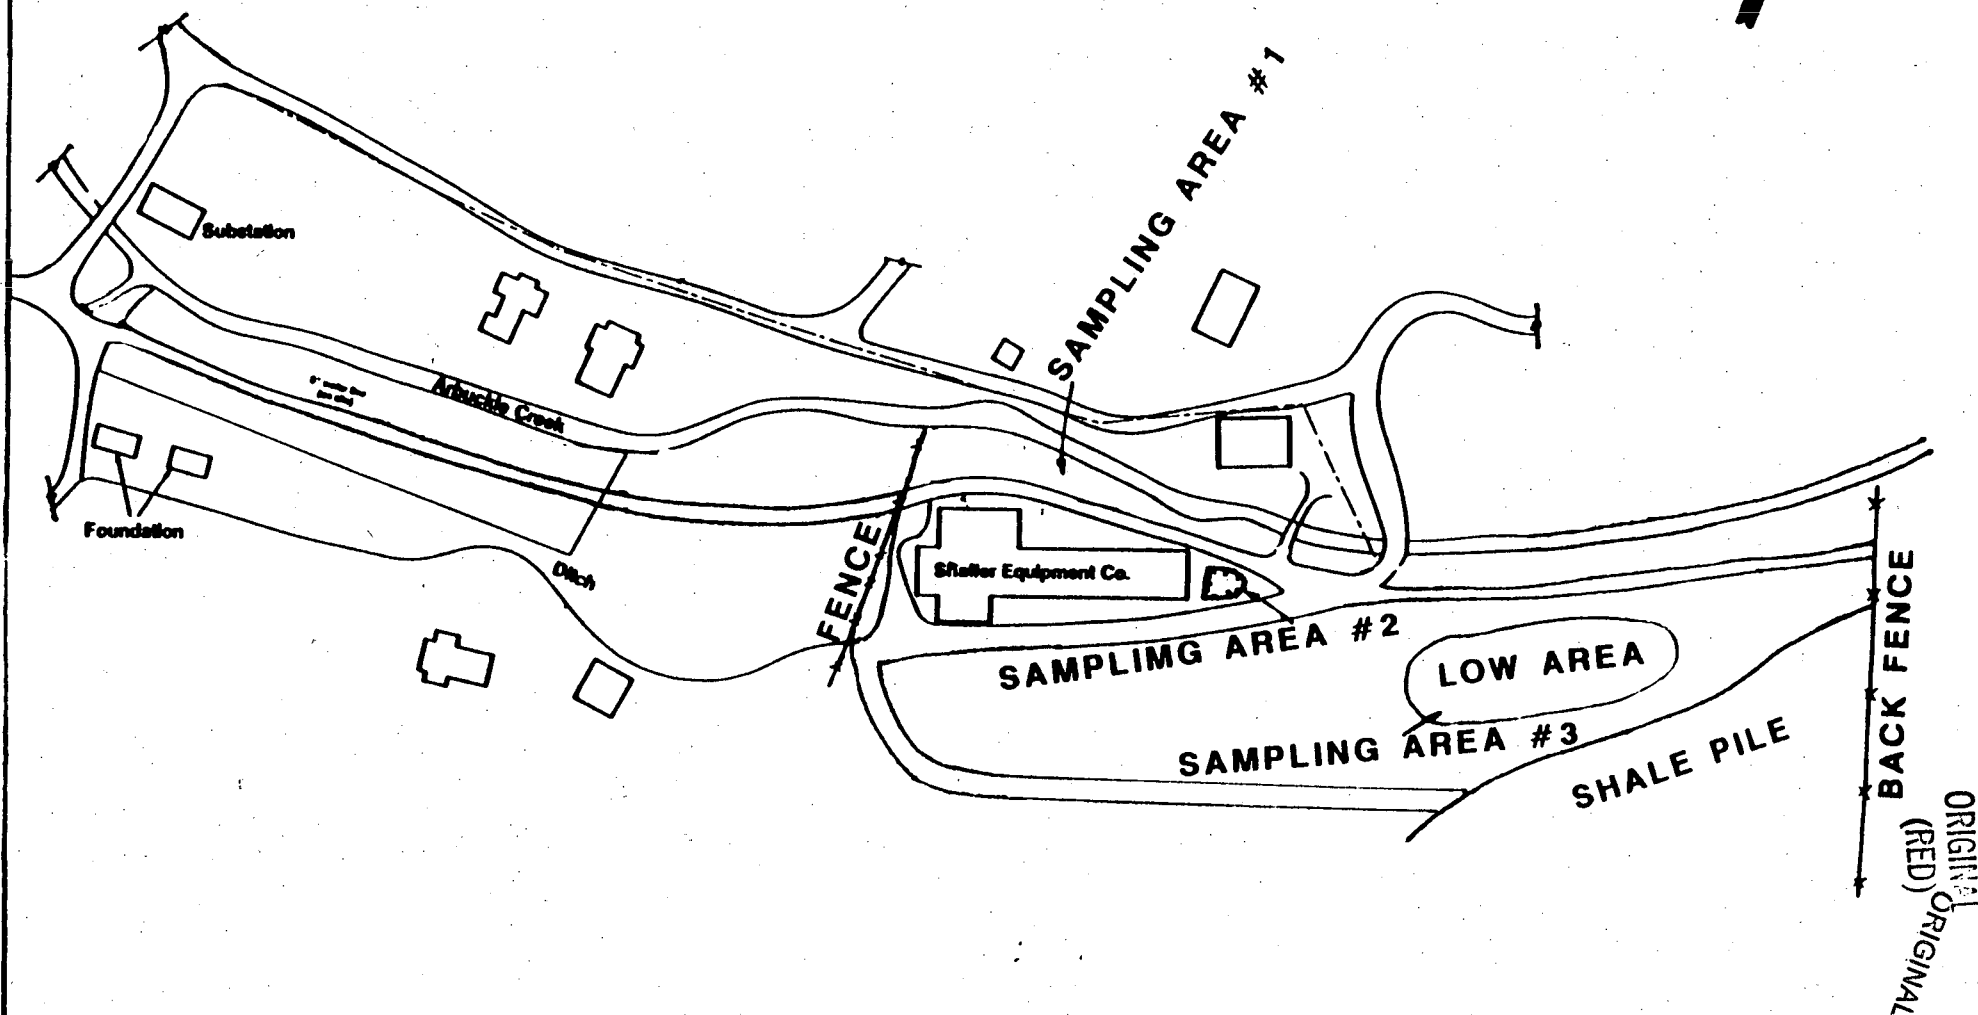 SAMPLING AREA #1
Substation
Arbuckle Creek
Foundation
Ditch
FENCE
Shaffer Equipment Co.
SAMPLIMG AREA #2
LOW AREA
SAMPLING AREA #3
SHALE PILE
BACK FENCE
ORIGINAL
(RED)
ORIGINAL